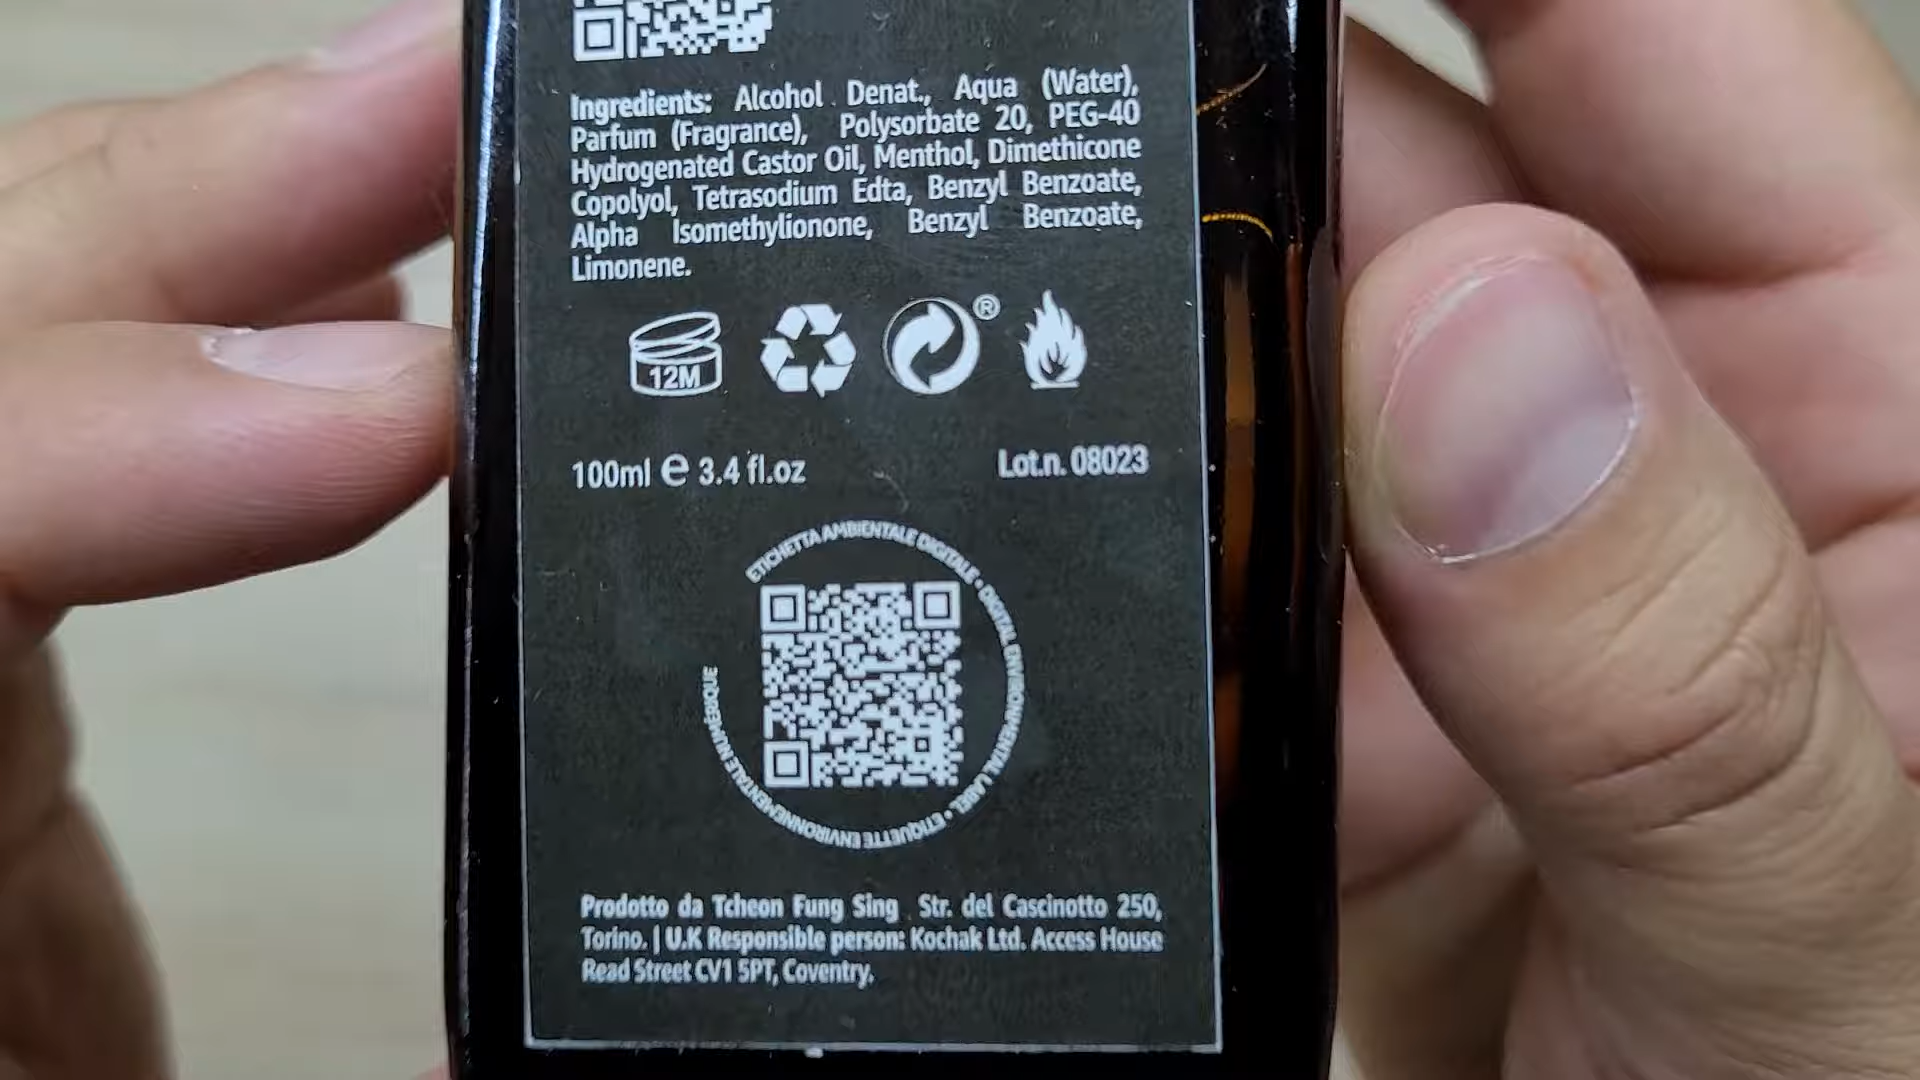 Ingredients: Alcohol Denat., Aqua (Water),
Parfum (Fragrance), Polysorbate 20, PEG-40
Hydrogenated Castor Oil, Menthol, Dimethicone
Copolyol, Tetrasodium Edta, Benzyl Benzoate,
Alpha Isomethylionone, Benzyl Benzoate,
Limonene.
12M
®
100ml e 3.4 fl.oz
Lot.n. 08023
ETICHETTA AMBIENTALE DIGITALE • DIGITAL ENVIRONMENTAL LABEL • ETIQUETTE ENVIRONNEMENTALE NUMÉRIQUE
Prodotto da Tcheon Fung Sing Str. del Cascinotto 250,
Torino. | U.K Responsible person: Kochak Ltd. Access House
Read Street CV1 5PT, Coventry.